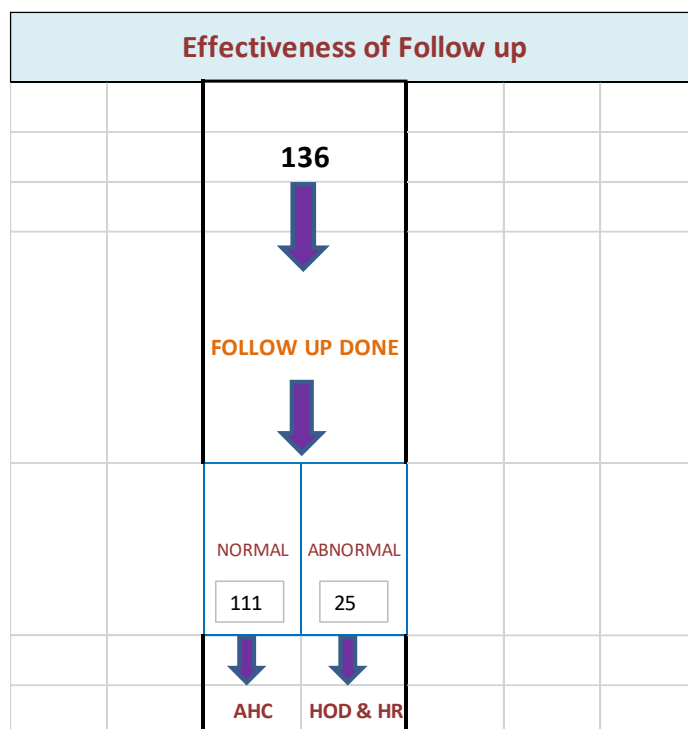 Effectiveness of Follow up
136
FOLLOW UP DONE
NORMAL ABNORMAL
111 25
AHC HOD & HR